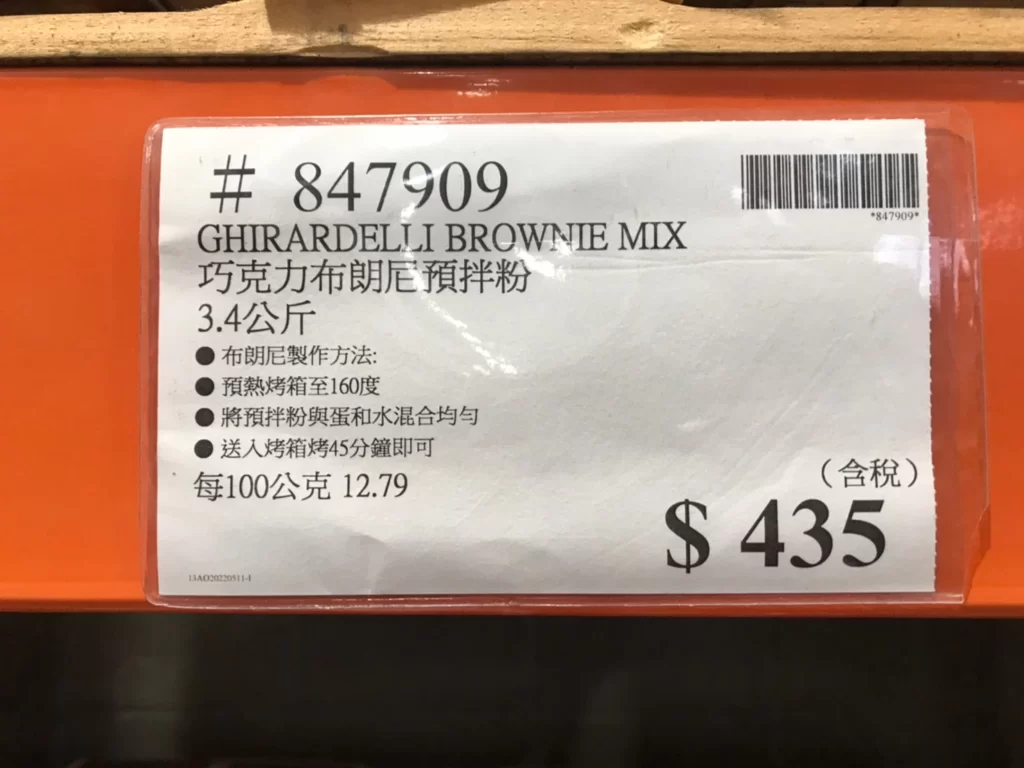 # 847909
*847909*
GHIRARDELLI BROWNIE MIX
巧克力布朗尼預拌粉
3.4公斤
● 布朗尼製作方法:
● 預熱烤箱至160度
● 將預拌粉與蛋和水混合均勻
● 送入烤箱烤45分鐘即可
每100公克 12.79
（含稅）
$ 435
13AO20220511-1